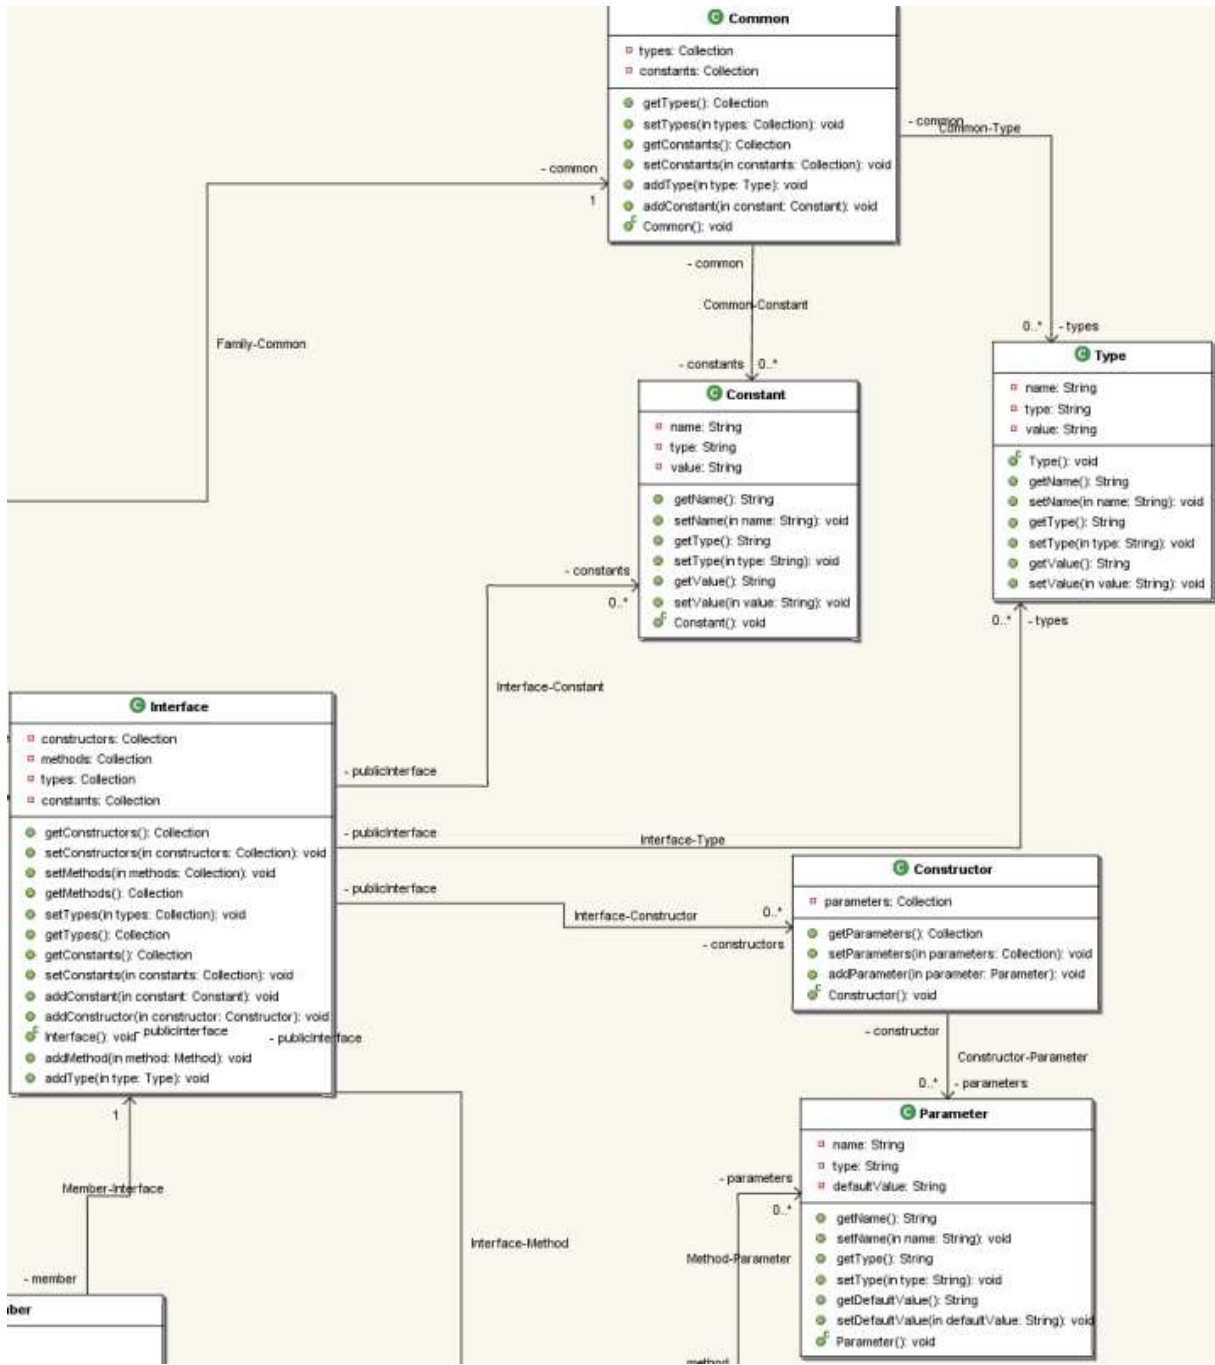 Common
types: Collection
constants: Collection
getTypes(): Collection
setTypes(in types: Collection): void
getConstants(): Collection
setConstants(in constants: Collection): void
addType(in type: Type): void
addConstant(in constant: Constant): void
Common(): void
- common
Common-Type
- common
1
- common
Common-Constant
Family-Common
0..* - types
- constants 0..*
Type
name: String
type: String
value: String
Type(): void
getName(): String
setName(in name: String): void
getType(): String
setType(in type: String): void
getValue(): String
setValue(in value: String): void
0..* - types
Constant
name: String
type: String
value: String
getName(): String
setName(in name: String): void
getType(): String
setType(in type: String): void
getValue(): String
setValue(in value: String): void
Constant(): void
- constants
0..*
Interface-Constant
Interface
constructors: Collection
methods: Collection
types: Collection
constants: Collection
getConstructors(): Collection
setConstructors(in constructors: Collection): void
setMethods(in methods: Collection): void
getMethods(): Collection
setTypes(in types: Collection): void
getTypes(): Collection
getConstants(): Collection
setConstants(in constants: Collection): void
addConstant(in constant: Constant): void
addConstructor(in constructor: Constructor): void
Interface(): void
- publicInterface
- publicInterface
addMethod(in method: Method): void
addType(in type: Type): void
- publicInterface
- publicInterface
Interface-Type
- publicInterface
Interface-Constructor
0..*
- constructors
Constructor
parameters: Collection
getParameters(): Collection
setParameters(in parameters: Collection): void
addParameter(in parameter: Parameter): void
Constructor(): void
- constructor
Constructor-Parameter
0..* - parameters
Parameter
name: String
type: String
defaultValue: String
getName(): String
setName(in name: String): void
getType(): String
setType(in type: String): void
getDefaultValue(): String
setDefaultValue(in defaultValue: String): void
Parameter(): void
- parameters
0..*
Method-Parameter
method
1
Member-Interface
Interface-Method
- member
ber